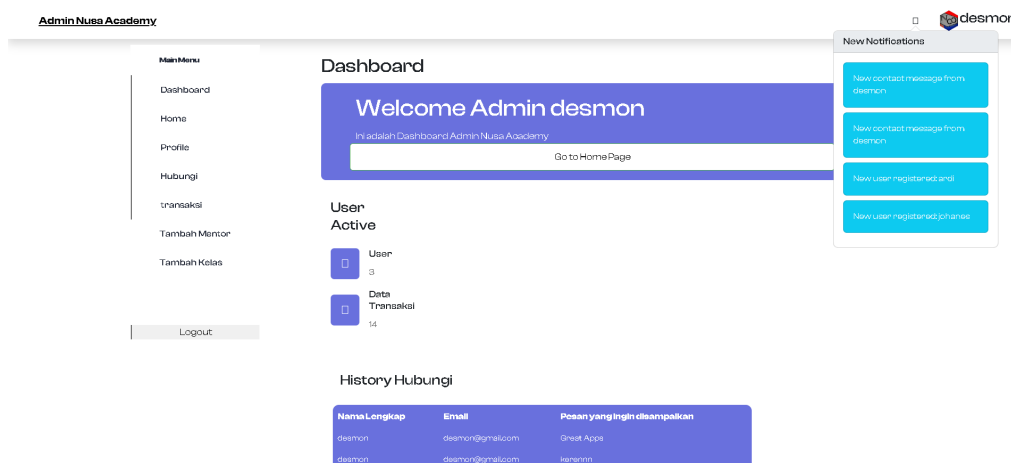 Admin Nusa Academy
desmon
New Notifications
New contact message from:
desmon
New contact message from:
desmon
New user registered: ardi
New user registered: johanes
Main Menu
Dashboard
Home
Profile
Hubungi
transaksi
Tambah Mentor
Tambah Kelas
Logout
Dashboard
Welcome Admin desmon
Ini adalah Dashboard Admin Nusa Academy
Go to Home Page
User
Active
User
3
Data
Transaksi
14
History Hubungi
Nama Lengkap Email Pesan yang ingin disampaikan
desmon desmon@gmail.com Great Apps
desmon desmon@gmail.com kerennn